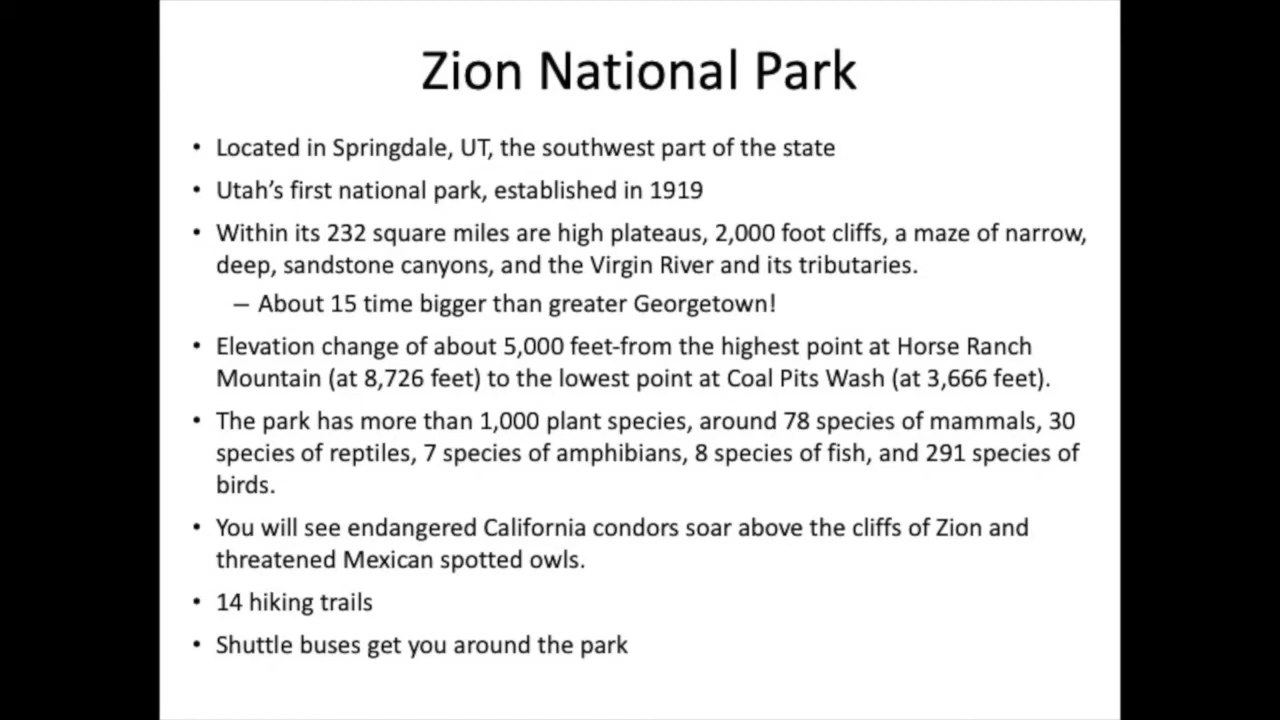 Zion National Park
• Located in Springdale, UT, the southwest part of the state
• Utah's first national park, established in 1919
• Within its 232 square miles are high plateaus, 2,000 foot cliffs, a maze of narrow,
deep, sandstone canyons, and the Virgin River and its tributaries.
– About 15 time bigger than greater Georgetown!
• Elevation change of about 5,000 feet-from the highest point at Horse Ranch
Mountain (at 8,726 feet) to the lowest point at Coal Pits Wash (at 3,666 feet).
• The park has more than 1,000 plant species, around 78 species of mammals, 30
species of reptiles, 7 species of amphibians, 8 species of fish, and 291 species of
birds.
• You will see endangered California condors soar above the cliffs of Zion and
threatened Mexican spotted owls.
• 14 hiking trails
• Shuttle buses get you around the park